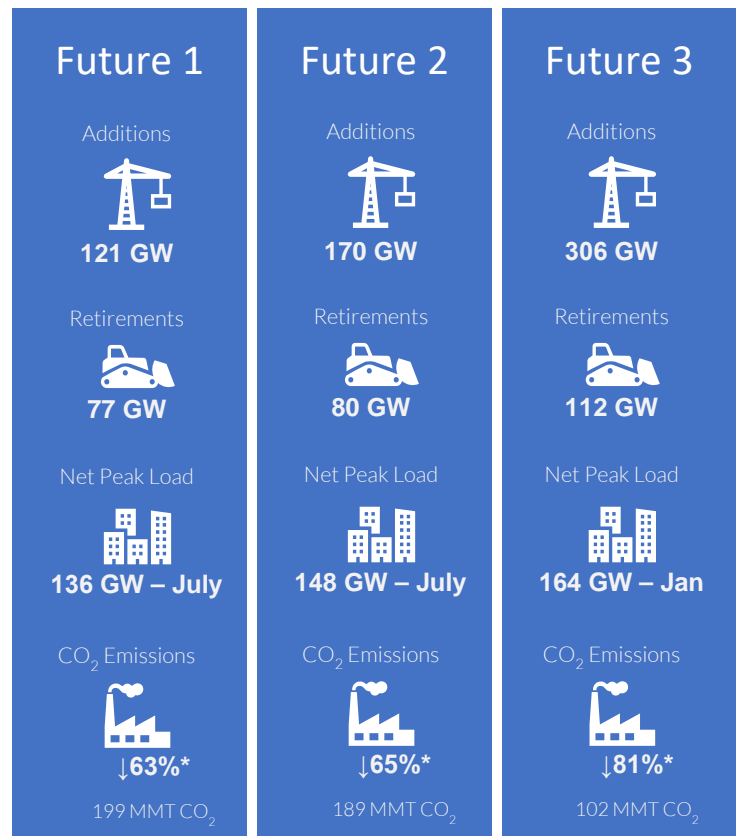 Future 1
Additions
121 GW
Retirements
77 GW
Net Peak Load
136 GW – July
CO₂ Emissions
↓63%*
199 MMT CO₂
Future 2
Additions
170 GW
Retirements
80 GW
Net Peak Load
148 GW – July
CO₂ Emissions
↓65%*
189 MMT CO₂
Future 3
Additions
306 GW
Retirements
112 GW
Net Peak Load
164 GW – Jan
CO₂ Emissions
↓81%*
102 MMT CO₂